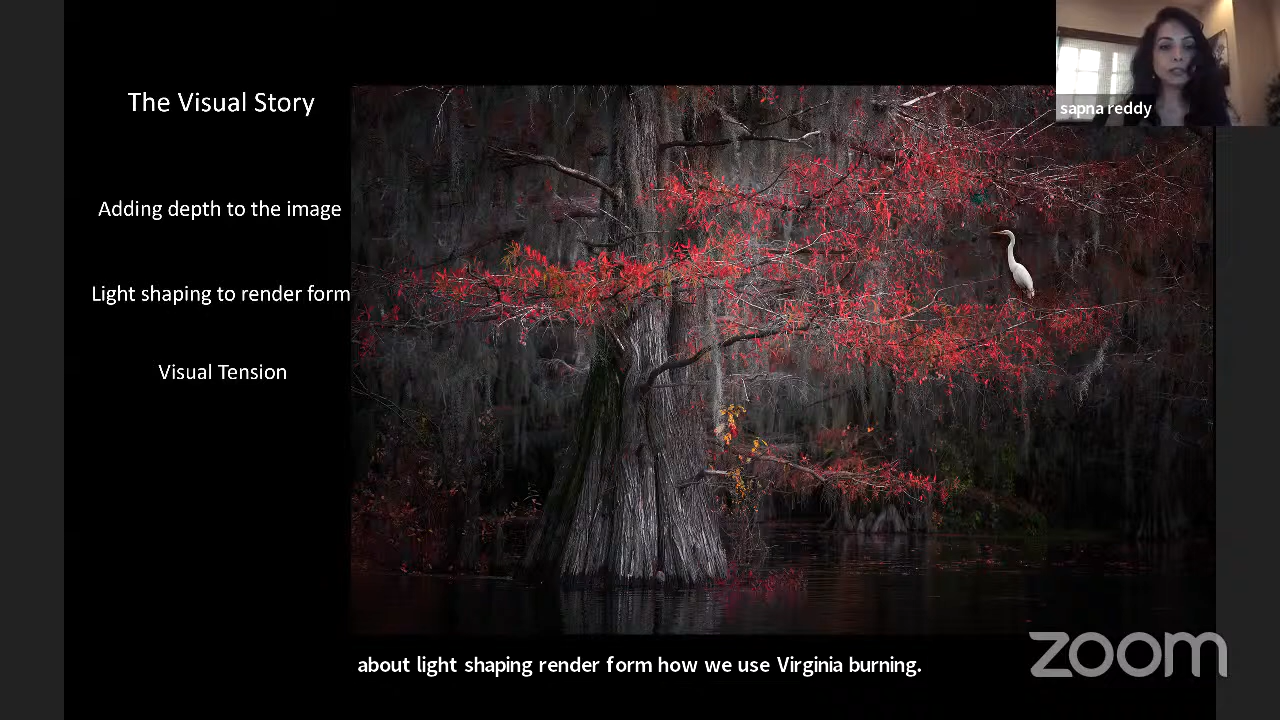 The Visual Story
sapna reddy
Adding depth to the image
Light shaping to render form
Visual Tension
about light shaping render form how we use Virginia burning.
zoom